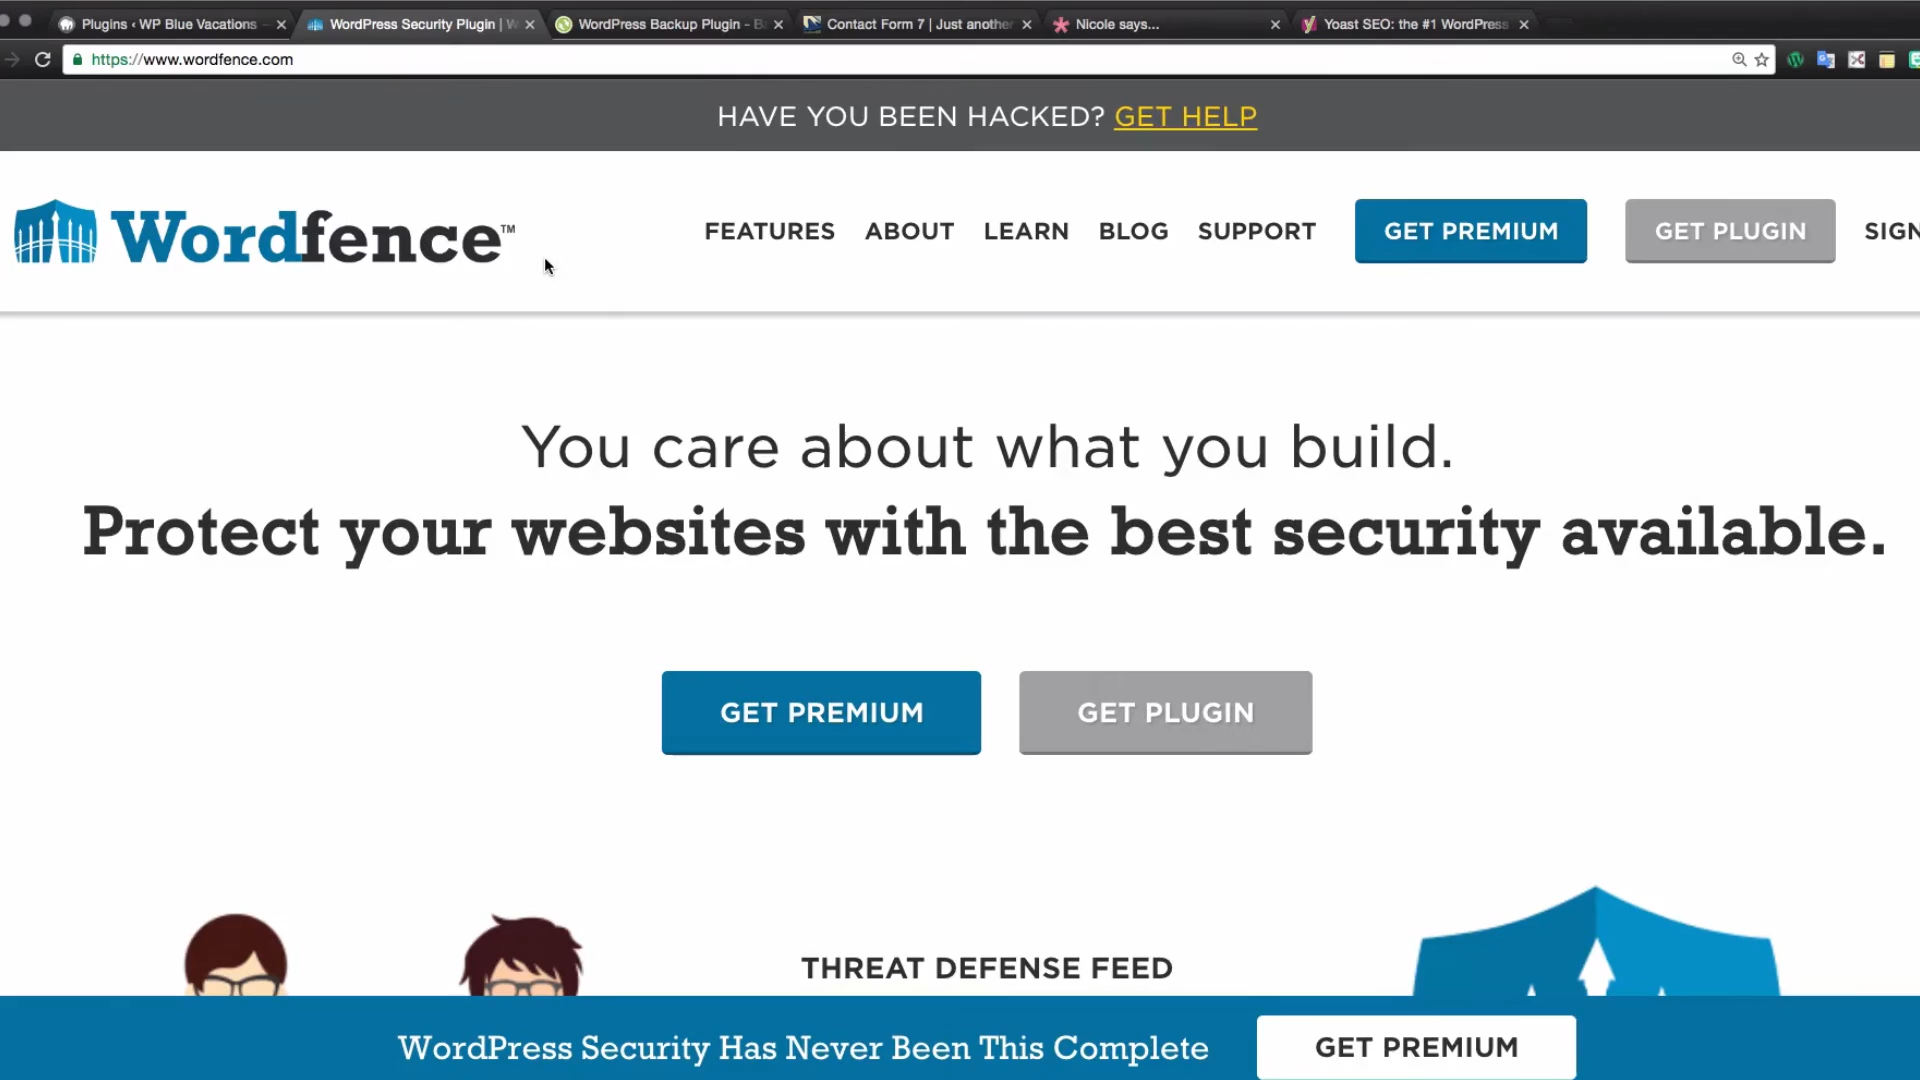 Plugins ‹ WP Blue Vacations
WordPress Security Plugin | W
WordPress Backup Plugin - B
Contact Form 7 | Just another
Nicole says...
Yoast SEO: the #1 WordPress
https://www.wordfence.com
HAVE YOU BEEN HACKED? GET HELP
Wordfence™
FEATURES ABOUT LEARN BLOG SUPPORT GET PREMIUM GET PLUGIN SIGN
You care about what you build.
Protect your websites with the best security available.
GET PREMIUM GET PLUGIN
THREAT DEFENSE FEED
WordPress Security Has Never Been This Complete GET PREMIUM